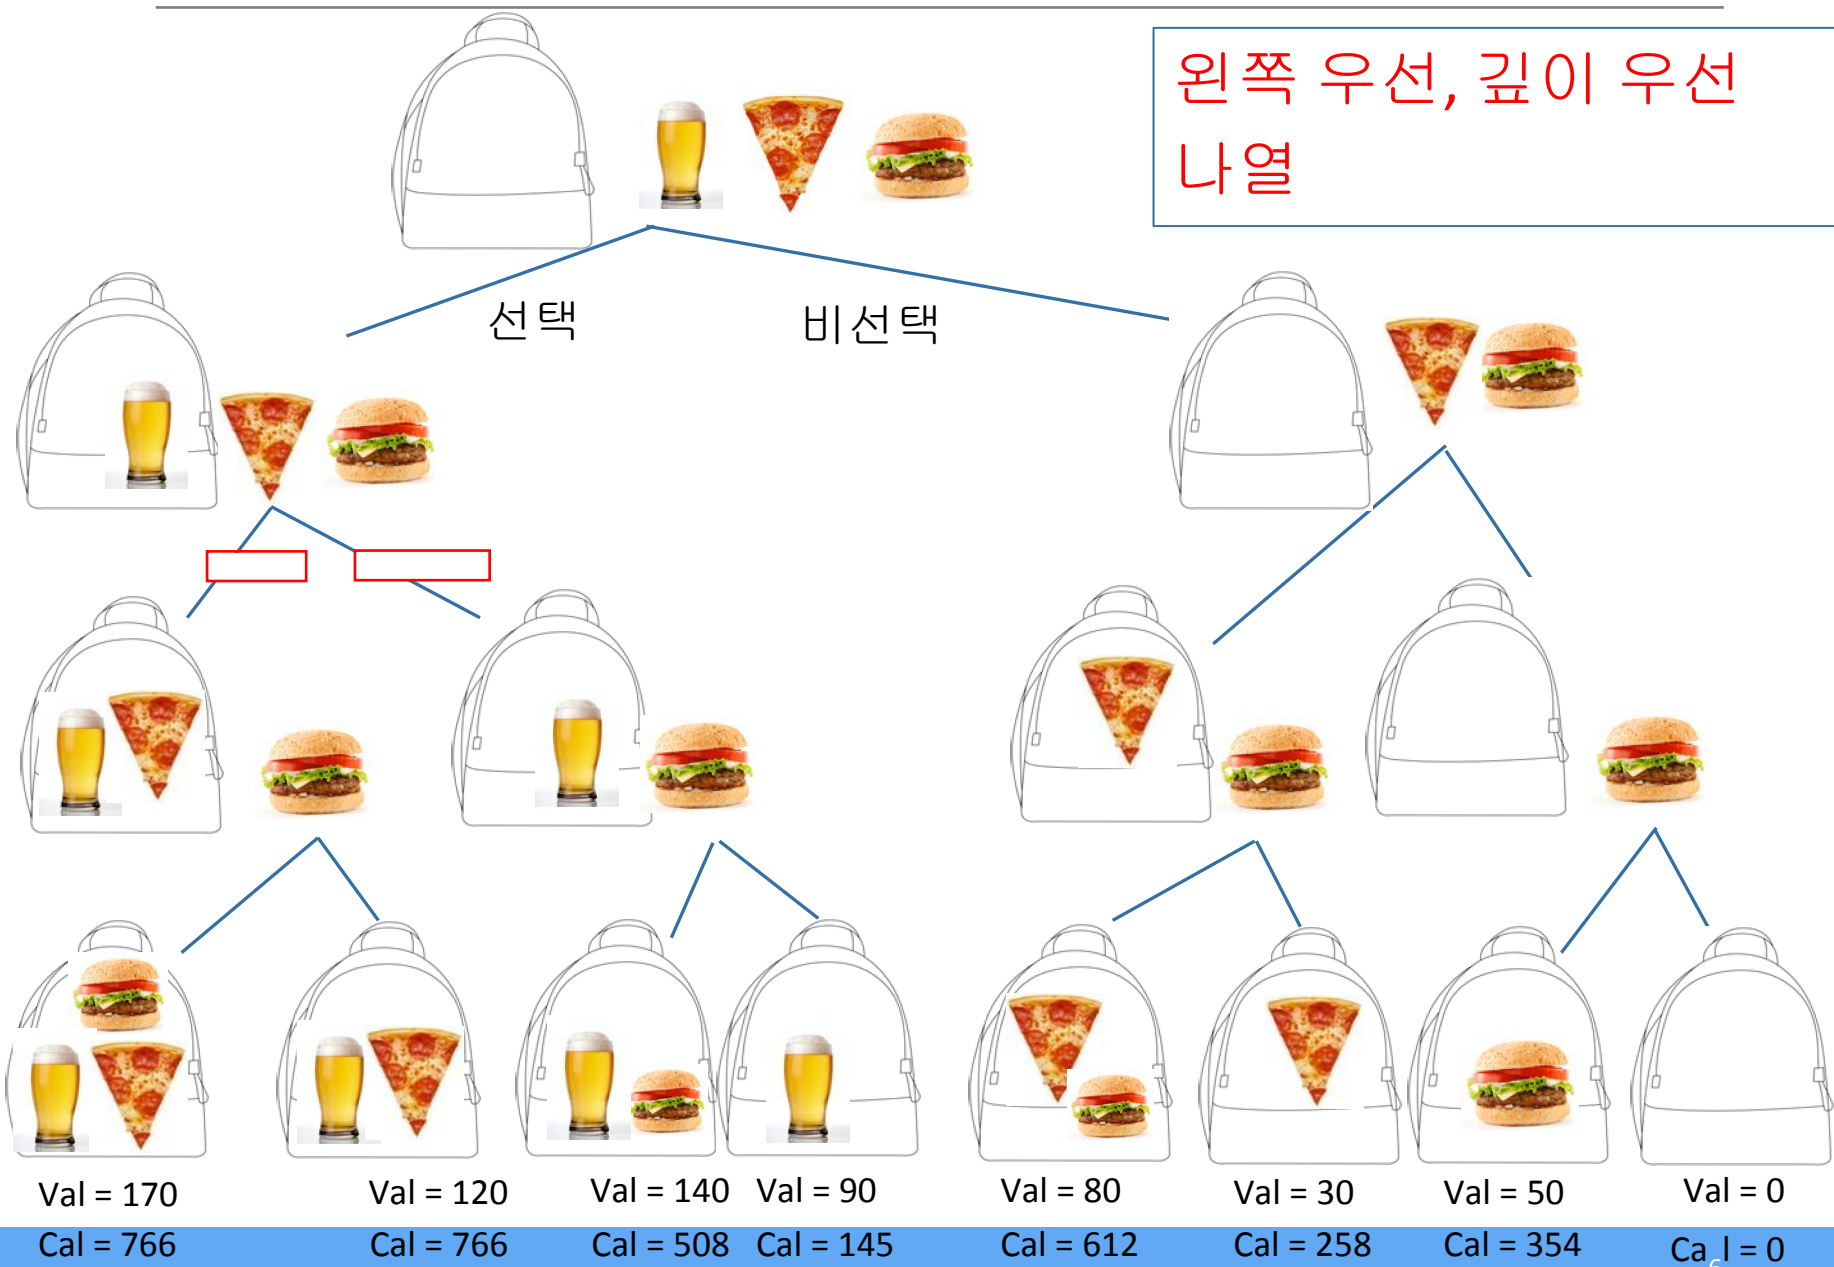 왼쪽 우선, 깊이 우선
나열
선택
비선택
Val = 170
Val = 120
Val = 140
Val = 90
Val = 80
Val = 30
Val = 50
Val = 0
Cal = 766
Cal = 766
Cal = 508
Cal = 145
Cal = 612
Cal = 258
Cal = 354
Cal = 0
6